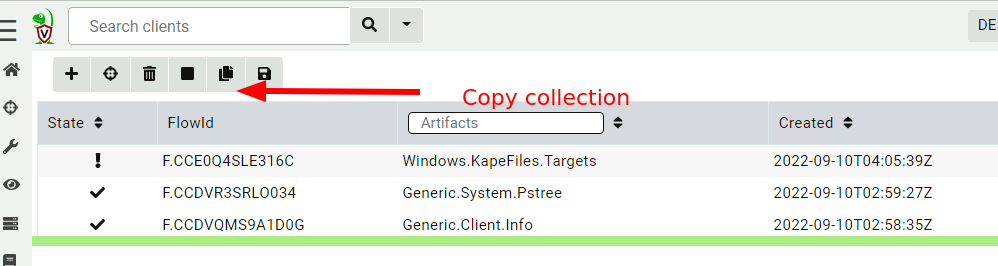 Search clients
DE
Copy collection
State FlowId Artifacts Created
F.CCE0Q4SLE316C Windows.KapeFiles.Targets 2022-09-10T04:05:39Z
F.CCDVR3SRLO034 Generic.System.Pstree 2022-09-10T02:59:27Z
F.CCDVQMS9A1D0G Generic.Client.Info 2022-09-10T02:58:35Z